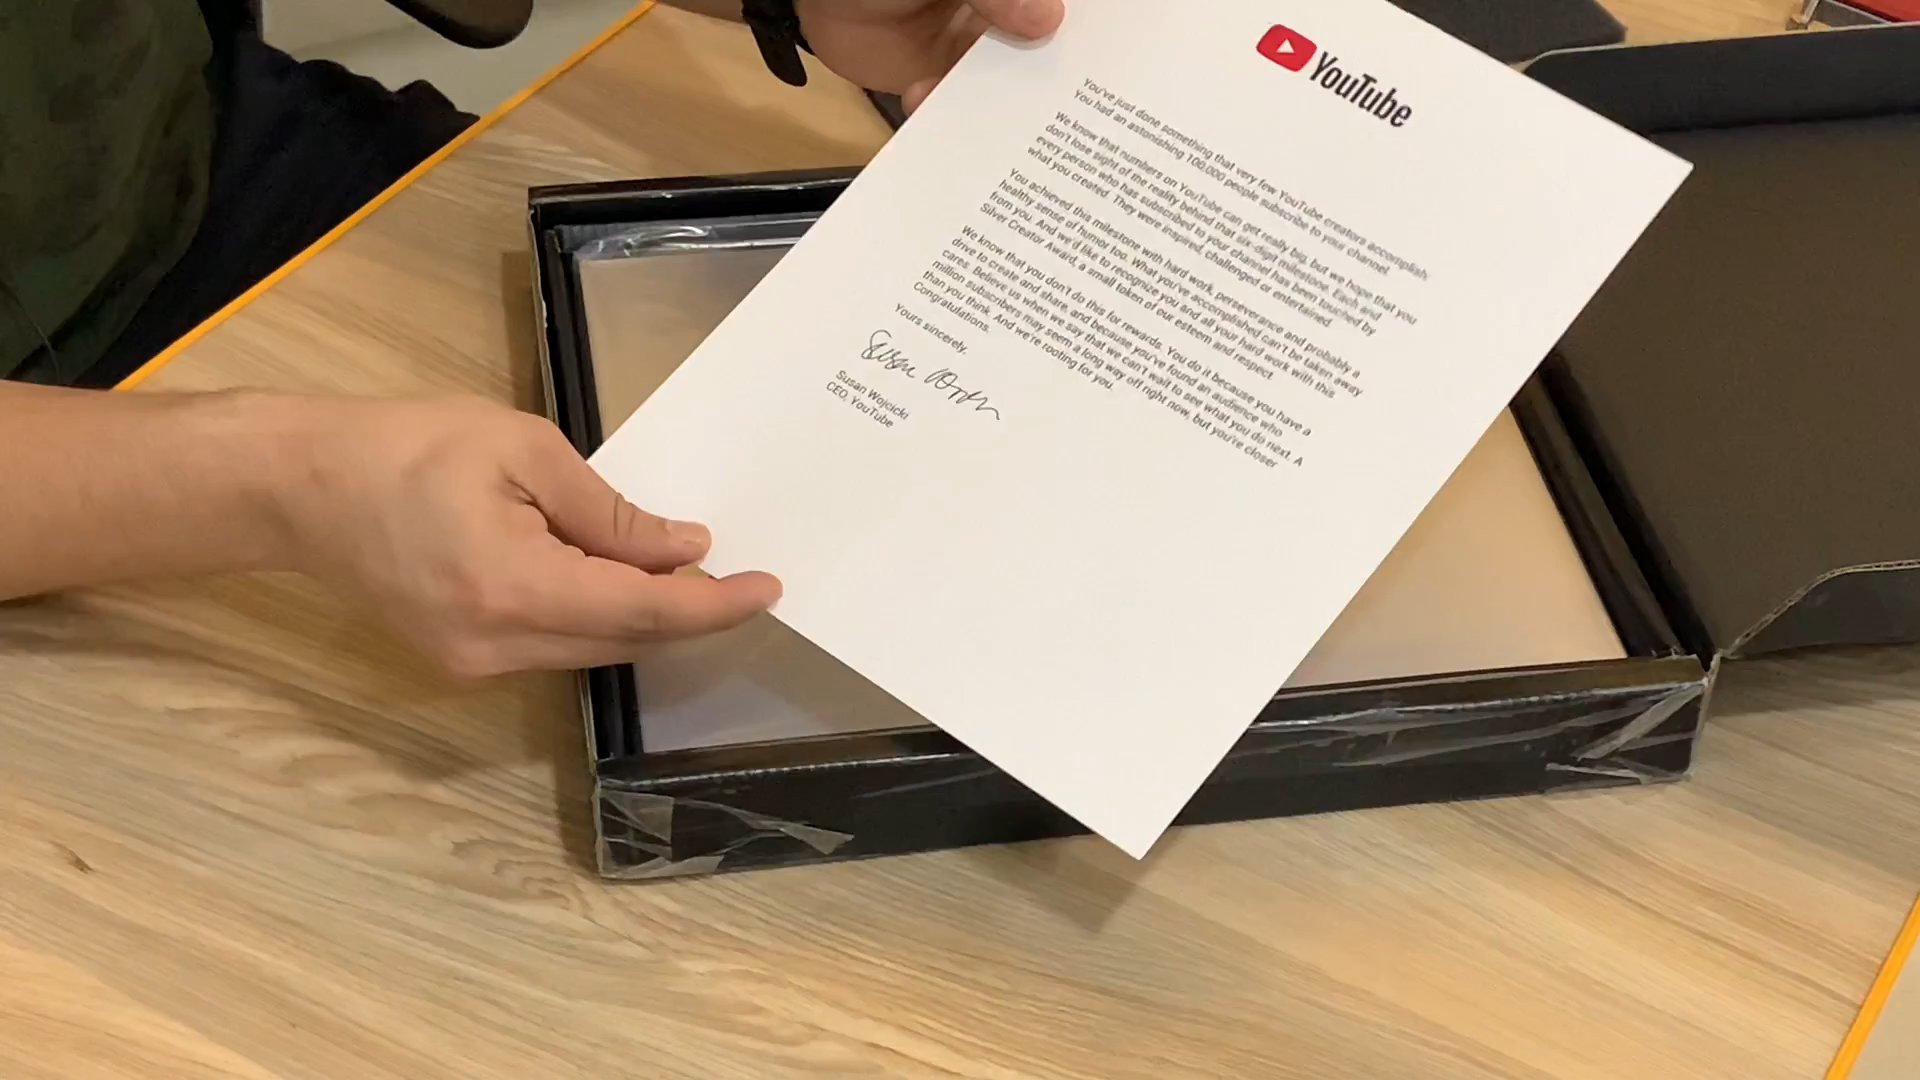 YouTube
You've just done something that very few YouTube creators accomplish.
You had an astonishing 100,000 people subscribe to your channel.
We know that numbers on YouTube can get really big, but we hope that you
don't lose sight of the reality behind that six-digit milestone. Each and
every person who has subscribed to your channel has been touched by
what you created. They were inspired, challenged or entertained.
You achieved this milestone with hard work, perseverance and probably a
healthy sense of humor too. What you've accomplished can't be taken away
from you. And we'd like to recognize you and all your hard work with this
Silver Creator Award, a small token of our esteem and respect.
We know that you don't do this for rewards. You do it because you have a
drive to create and share, and because you've found an audience who
cares. Believe us when we say that we can't wait to see what you do next. A
million subscribers may seem a long way off right now, but you're closer
than you think. And we're rooting for you.
Congratulations.
Yours sincerely,
Susan Wojcicki
CEO, YouTube